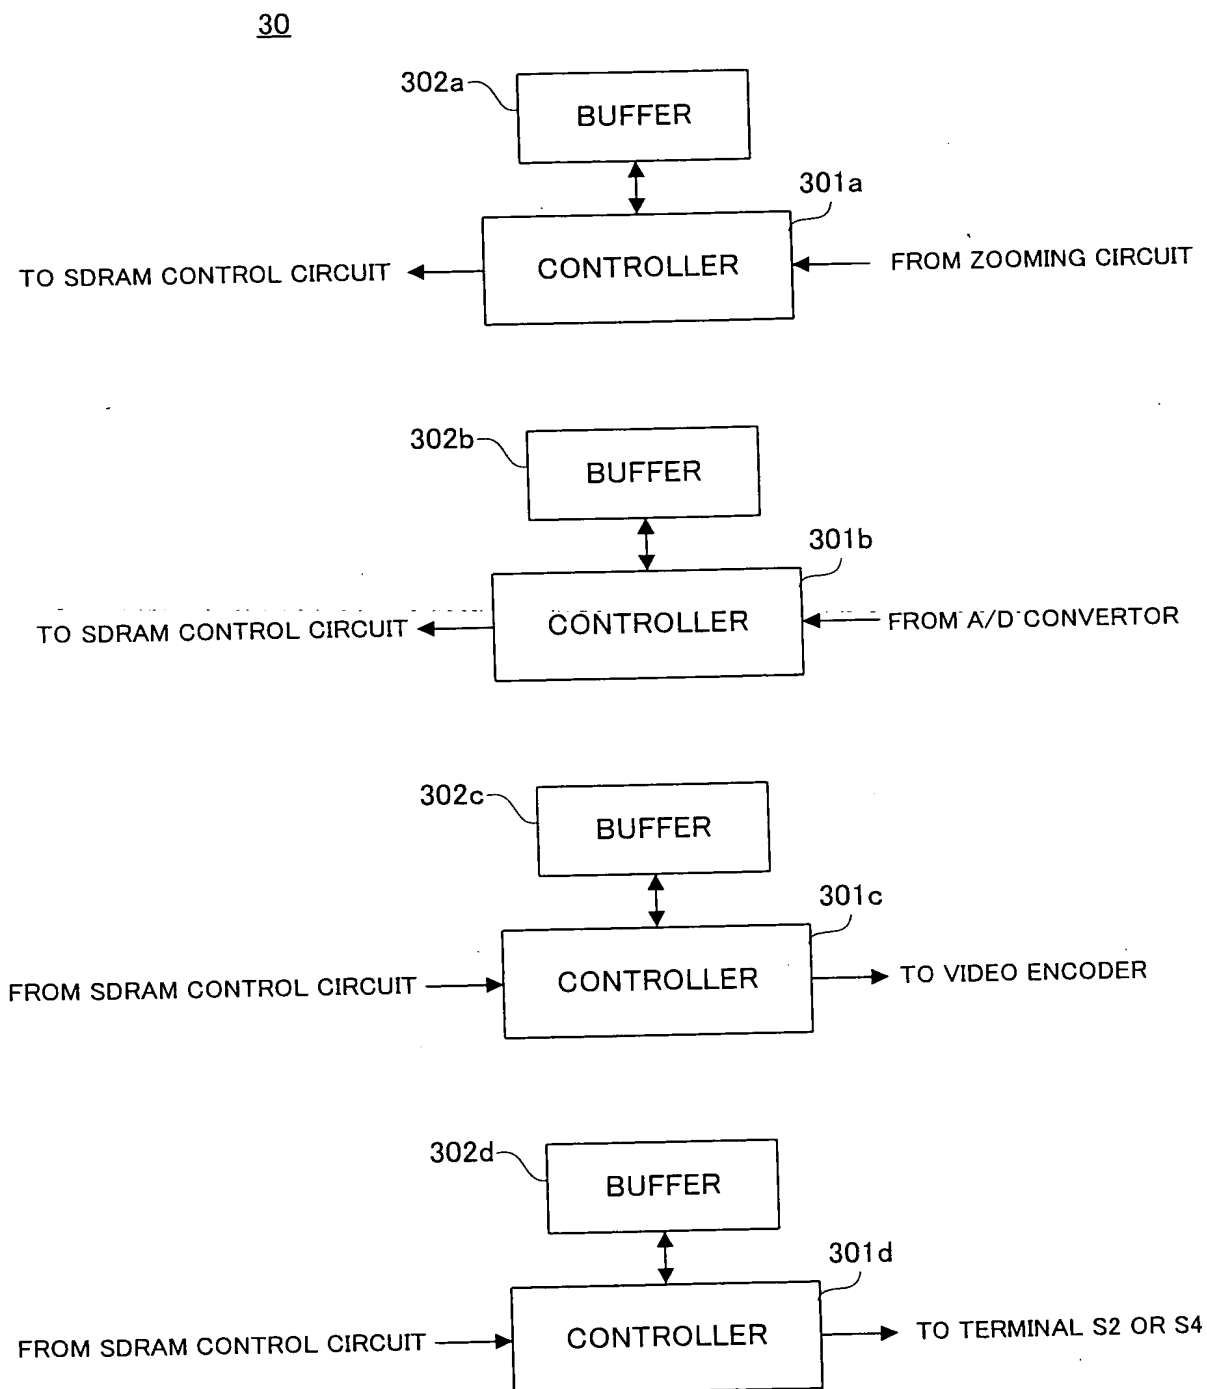 30
302a
BUFFER
301a
TO SDRAM CONTROL CIRCUIT
CONTROLLER
FROM ZOOMING CIRCUIT
302b
BUFFER
301b
TO SDRAM CONTROL CIRCUIT
CONTROLLER
FROM A/D CONVERTOR
302c
BUFFER
301c
FROM SDRAM CONTROL CIRCUIT
CONTROLLER
TO VIDEO ENCODER
302d
BUFFER
301d
FROM SDRAM CONTROL CIRCUIT
CONTROLLER
TO TERMINAL S2 OR S4